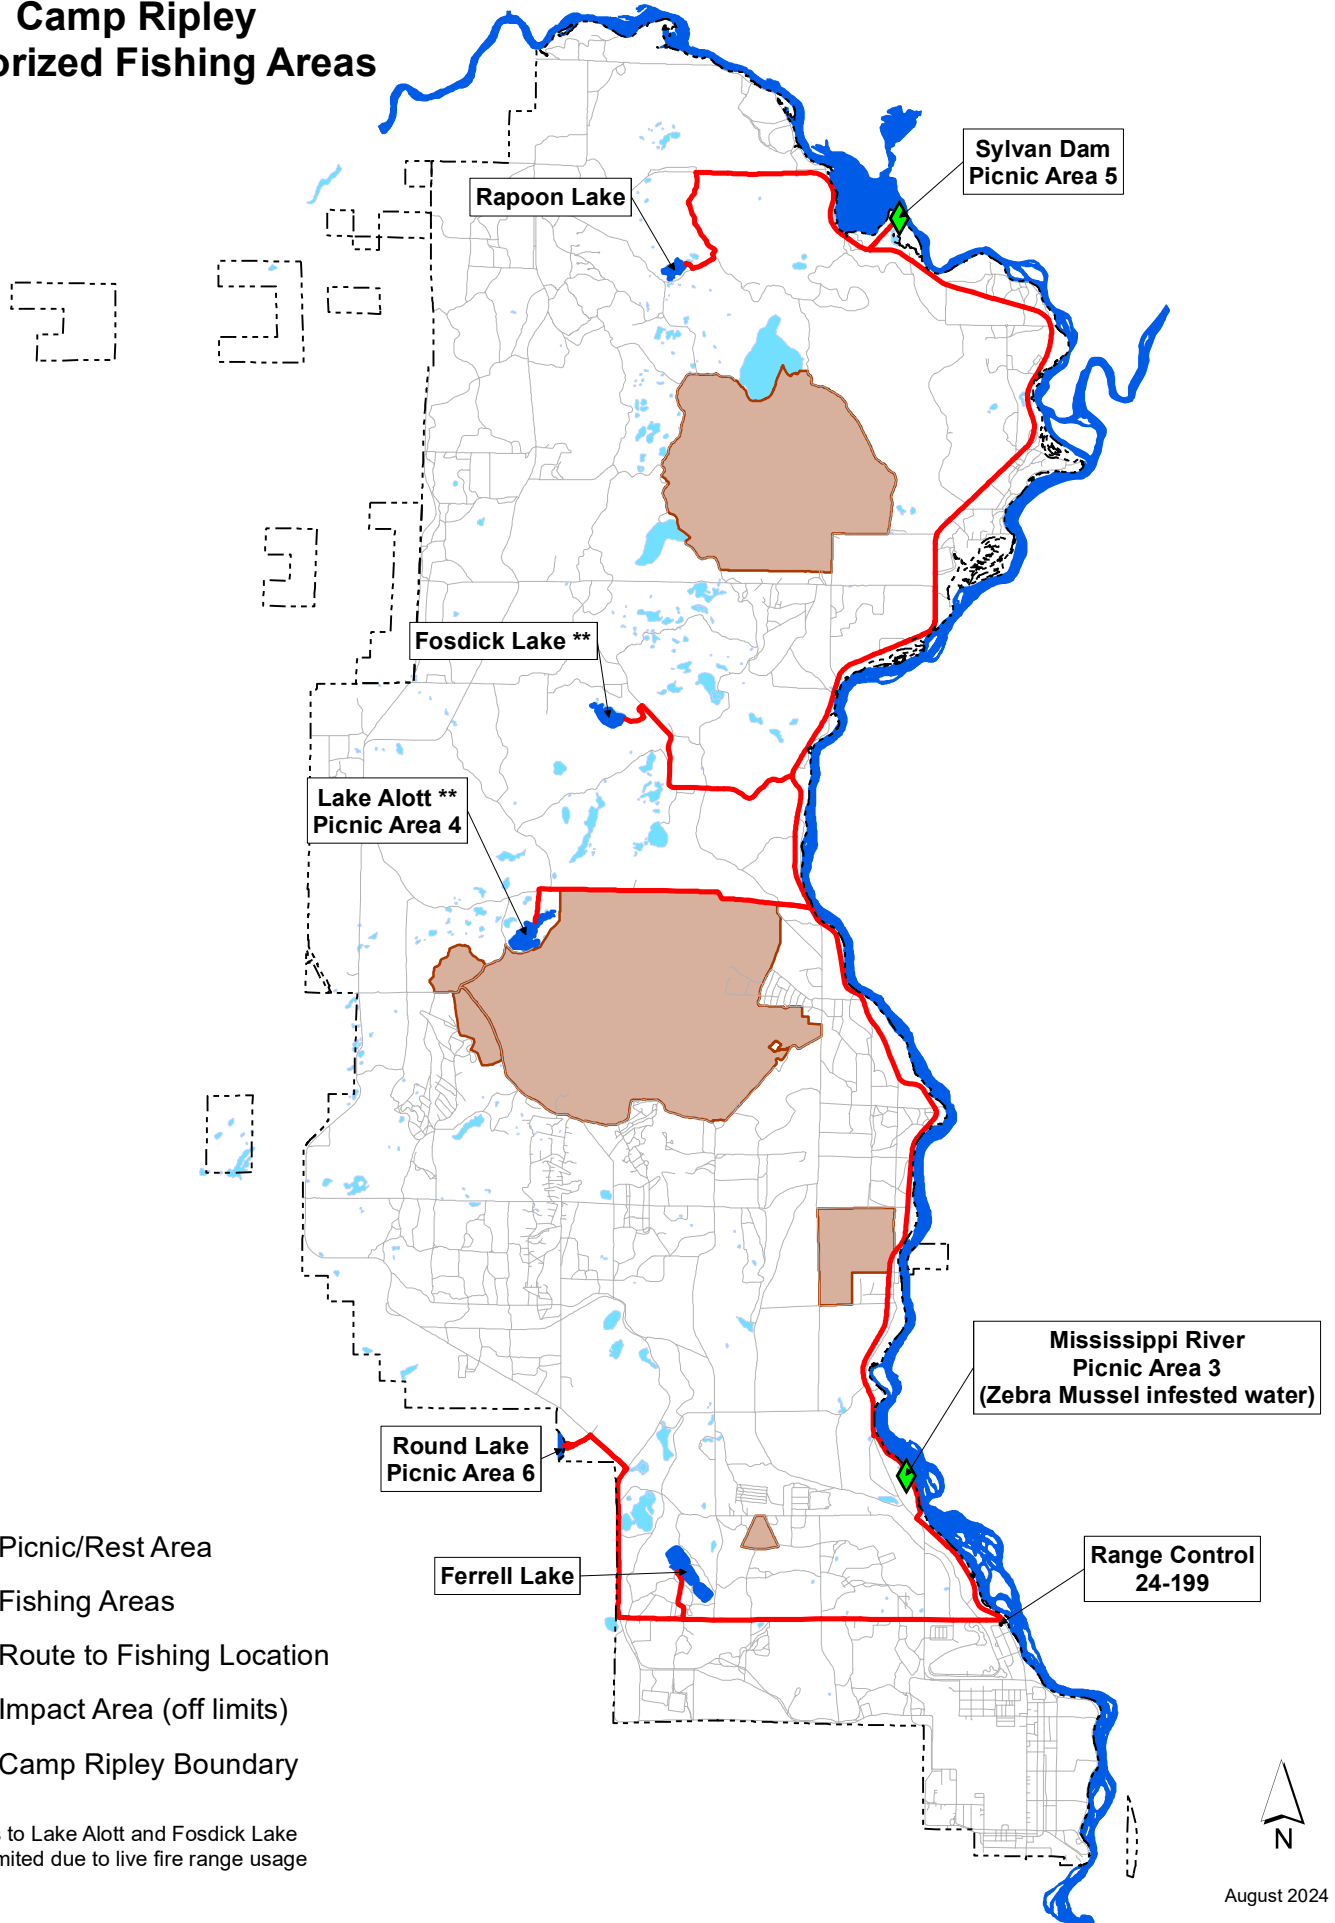 Camp Ripley
orized Fishing Areas
Sylvan Dam
Picnic Area 5
Rapoon Lake
Fosdick Lake **
Lake Alott **
Picnic Area 4
Mississippi River
Picnic Area 3
(Zebra Mussel infested water)
Round Lake
Picnic Area 6
Ferrell Lake
Range Control
24-199
Picnic/Rest Area
Fishing Areas
Route to Fishing Location
Impact Area (off limits)
Camp Ripley Boundary
s to Lake Alott and Fosdick Lake
mited due to live fire range usage
N
August 2024